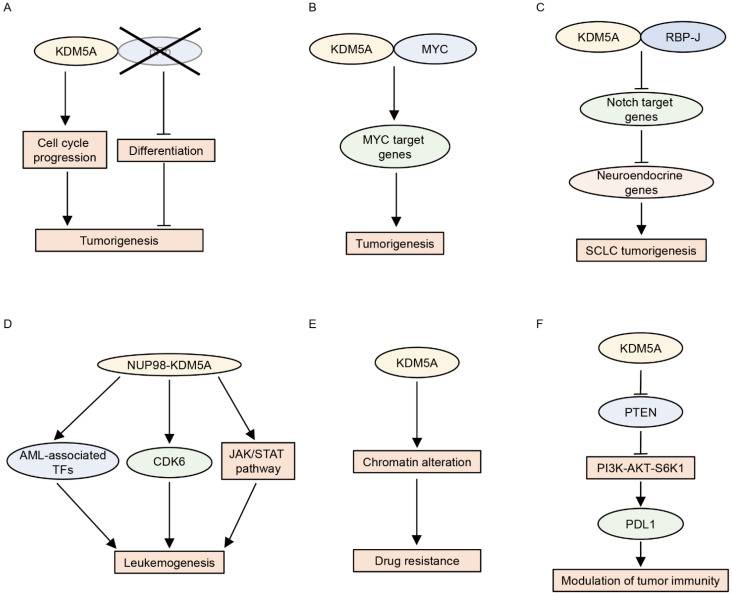 A
KDM5A
Cell cycle
progression
Differentiation
Tumorigenesis
B
KDM5A
MYC
MYC target
genes
Tumorigenesis
C
KDM5A
RBP-J
Notch target
genes
Neuroendocrine
genes
SCLC tumorigenesis
D
NUP98-KDM5A
AML-associated
TFs
CDK6
JAK/STAT
pathway
Leukemogenesis
E
KDM5A
Chromatin alteration
Drug resistance
F
KDM5A
PTEN
PI3K-AKT-S6K1
PDL1
Modulation of tumor immunity